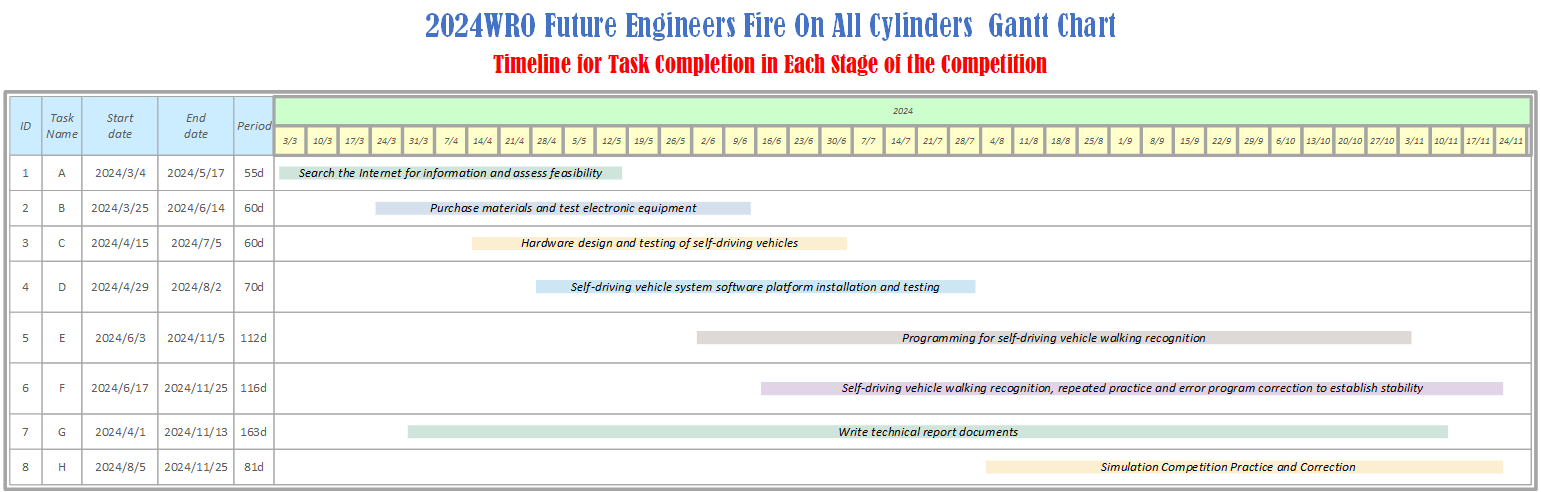 2024WRO Future Engineers Fire On All Cylinders  Gantt Chart
Timeline for Task Completion in Each Stage of the Competition
ID Task Name Start date End date Period 2024
3/3 10/3 17/3 24/3 31/3 7/4 14/4 21/4 28/4 5/5 12/5 19/5 26/5 2/6 9/6 16/6 23/6 30/6 7/7 14/7 21/7 28/7 4/8 11/8 18/8 25/8 1/9 8/9 15/9 22/9 29/9 6/10 13/10 20/10 27/10 3/11 10/11 17/11 24/11
1 A 2024/3/4 2024/5/17 55d Search the Internet for information and assess feasibility
2 B 2024/3/25 2024/6/14 60d Purchase materials and test electronic equipment
3 C 2024/4/15 2024/7/5 60d Hardware design and testing of self-driving vehicles
4 D 2024/4/29 2024/8/2 70d Self-driving vehicle system software platform installation and testing
5 E 2024/6/3 2024/11/5 112d Programming for self-driving vehicle walking recognition
6 F 2024/6/17 2024/11/25 116d Self-driving vehicle walking recognition, repeated practice and error program correction to establish stability
7 G 2024/4/1 2024/11/13 163d Write technical report documents
8 H 2024/8/5 2024/11/25 81d Simulation Competition Practice and Correction